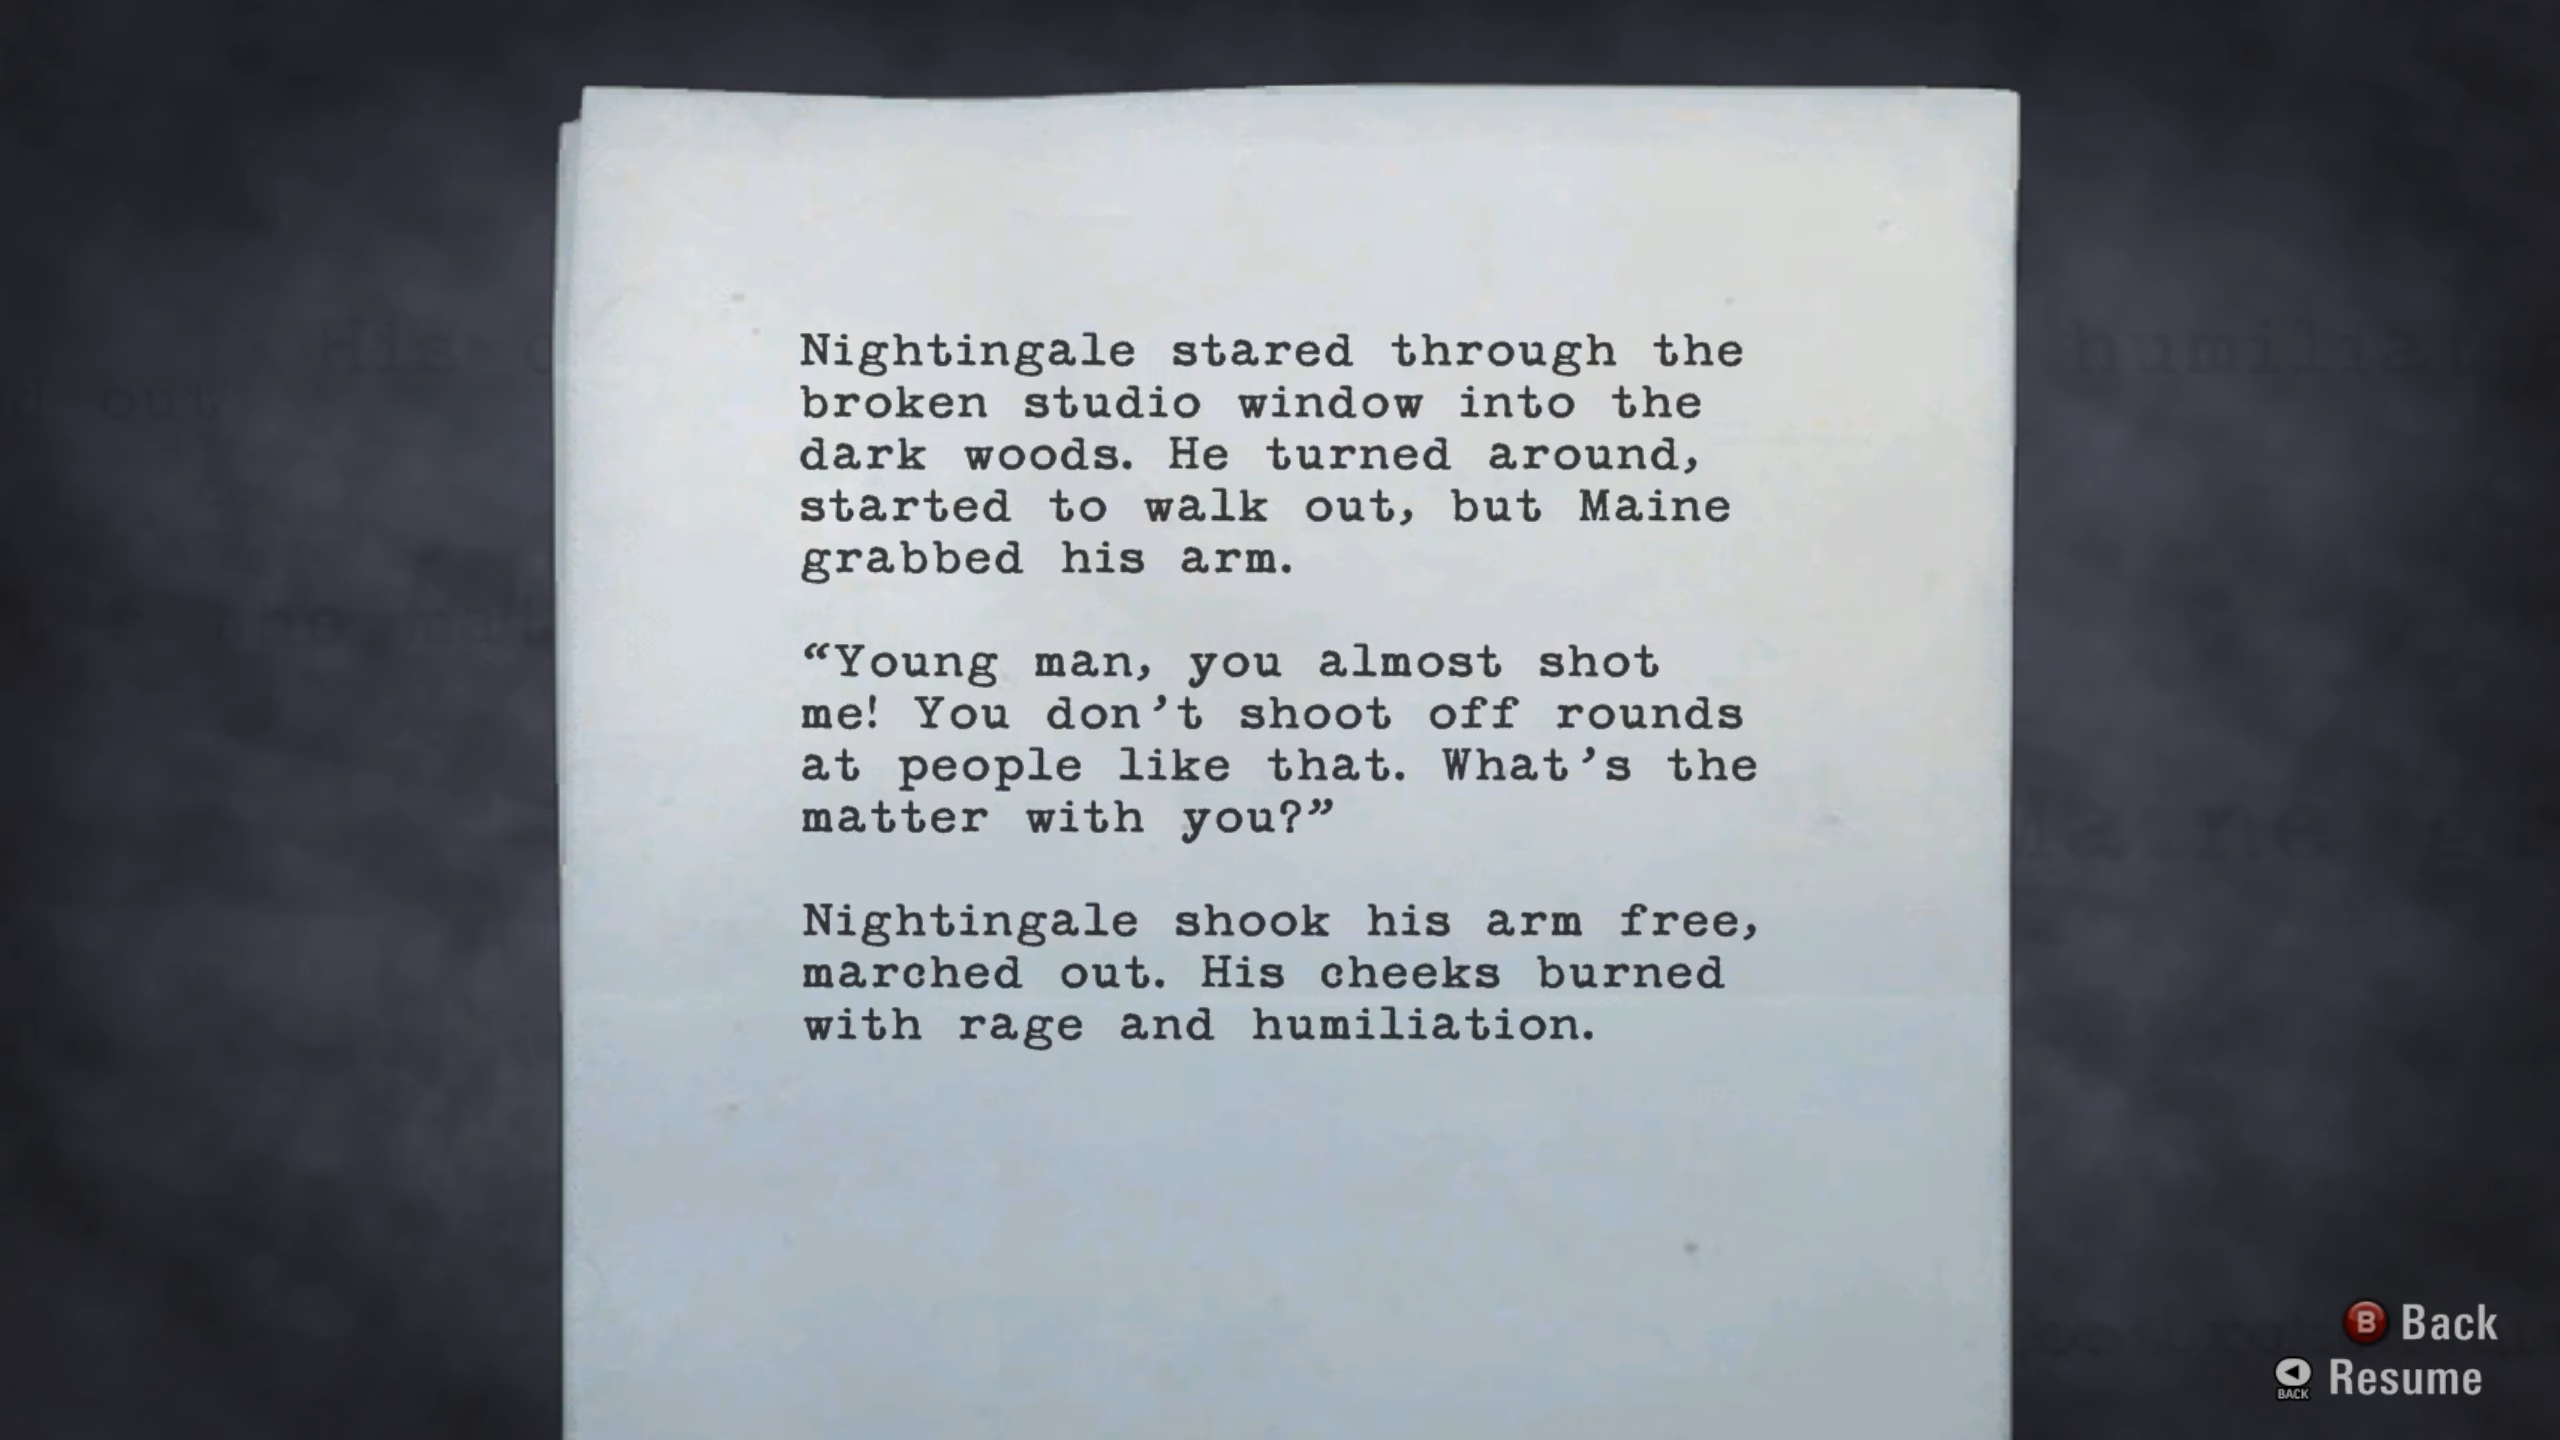 Nightingale stared through the
broken studio window into the
dark woods. He turned around,
started to walk out, but Maine
grabbed his arm.
“Young man, you almost shot
me! You don’t shoot off rounds
at people like that. What’s the
matter with you?”
Nightingale shook his arm free,
marched out. His cheeks burned
with rage and humiliation.
B Back
BACK Resume